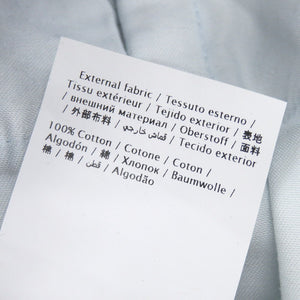 External fabric / Tessuto esterno /
Tissu extérieur / Tejido exterior / 表地
/ внешний материал / Oberstoff / 面料
/ 外部布料 / قماش خارجي / Tecido exterior
100% Cotton / Cotone / Coton /
Algodón / 綿 / Хлопок / Baumwolle /
棉 / 棉 / قطن / Algodão